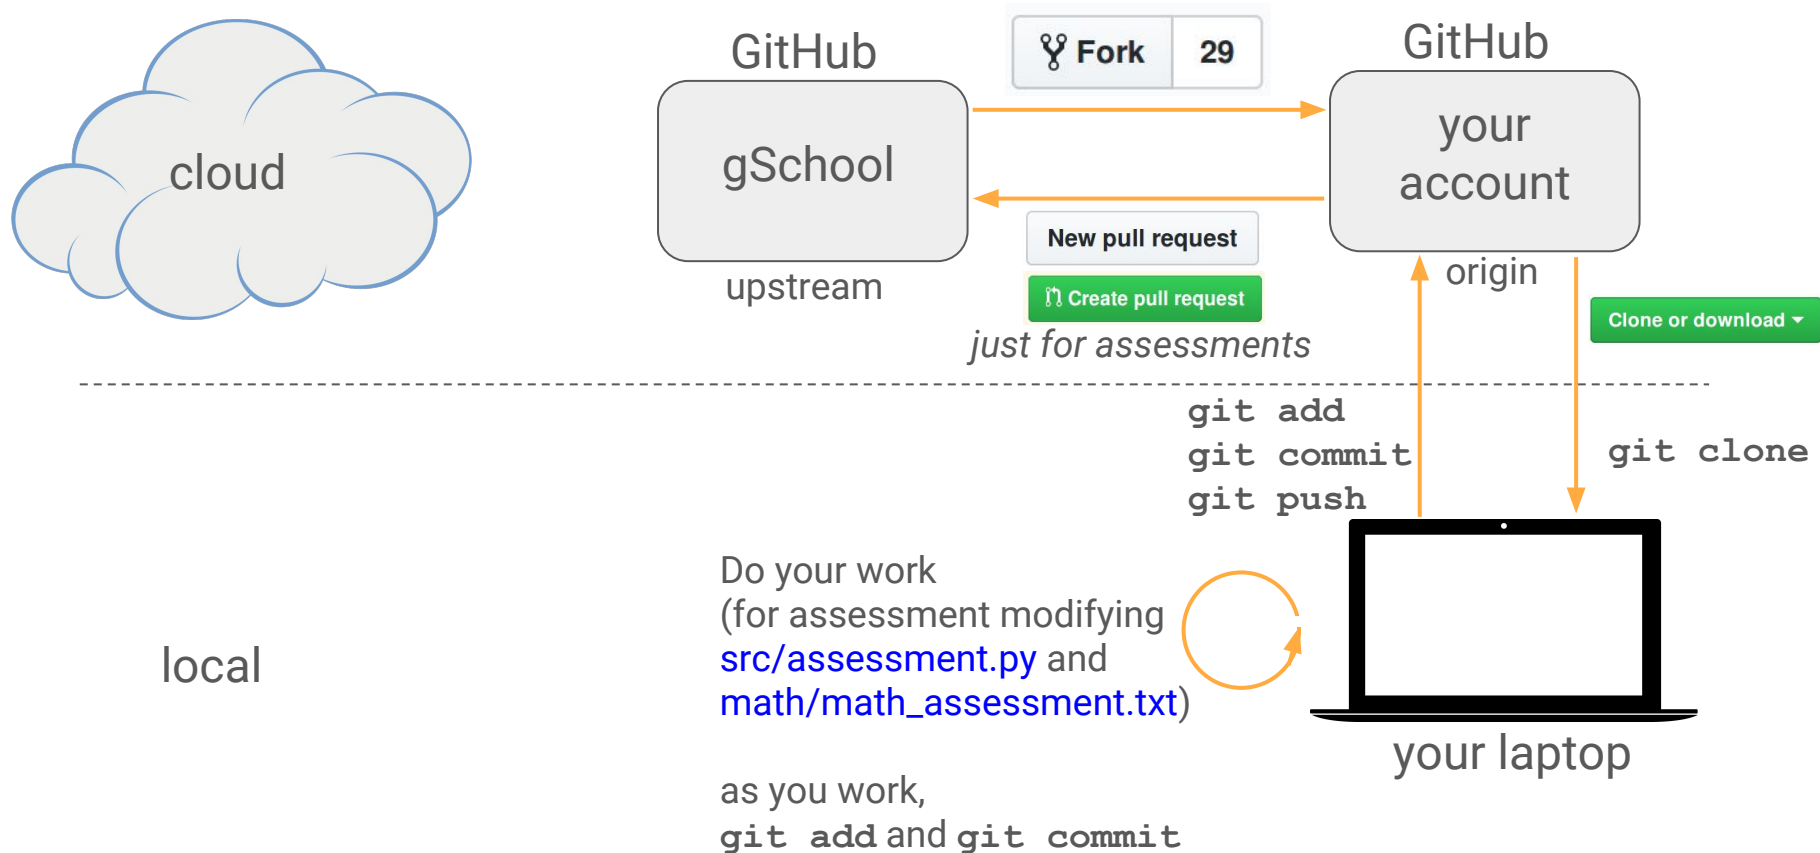 cloud
GitHub
gSchool
upstream
Fork 29
New pull request
Create pull request
just for assessments
GitHub
your
account
origin
Clone or download
git add
git commit
git push
git clone
local
Do your work
(for assessment modifying
src/assessment.py and
math/math_assessment.txt)
as you work,
git add and git commit
your laptop